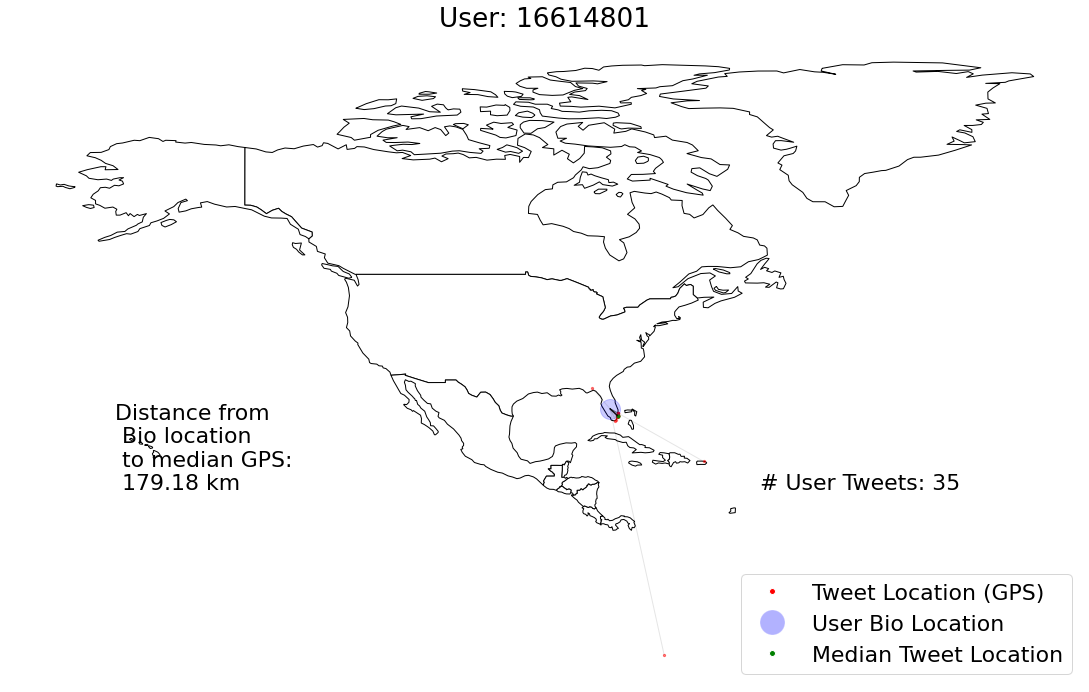 User: 16614801
Distance from
Bio location
to median GPS:
179.18 km
# User Tweets: 35
Tweet Location (GPS)
User Bio Location
Median Tweet Location